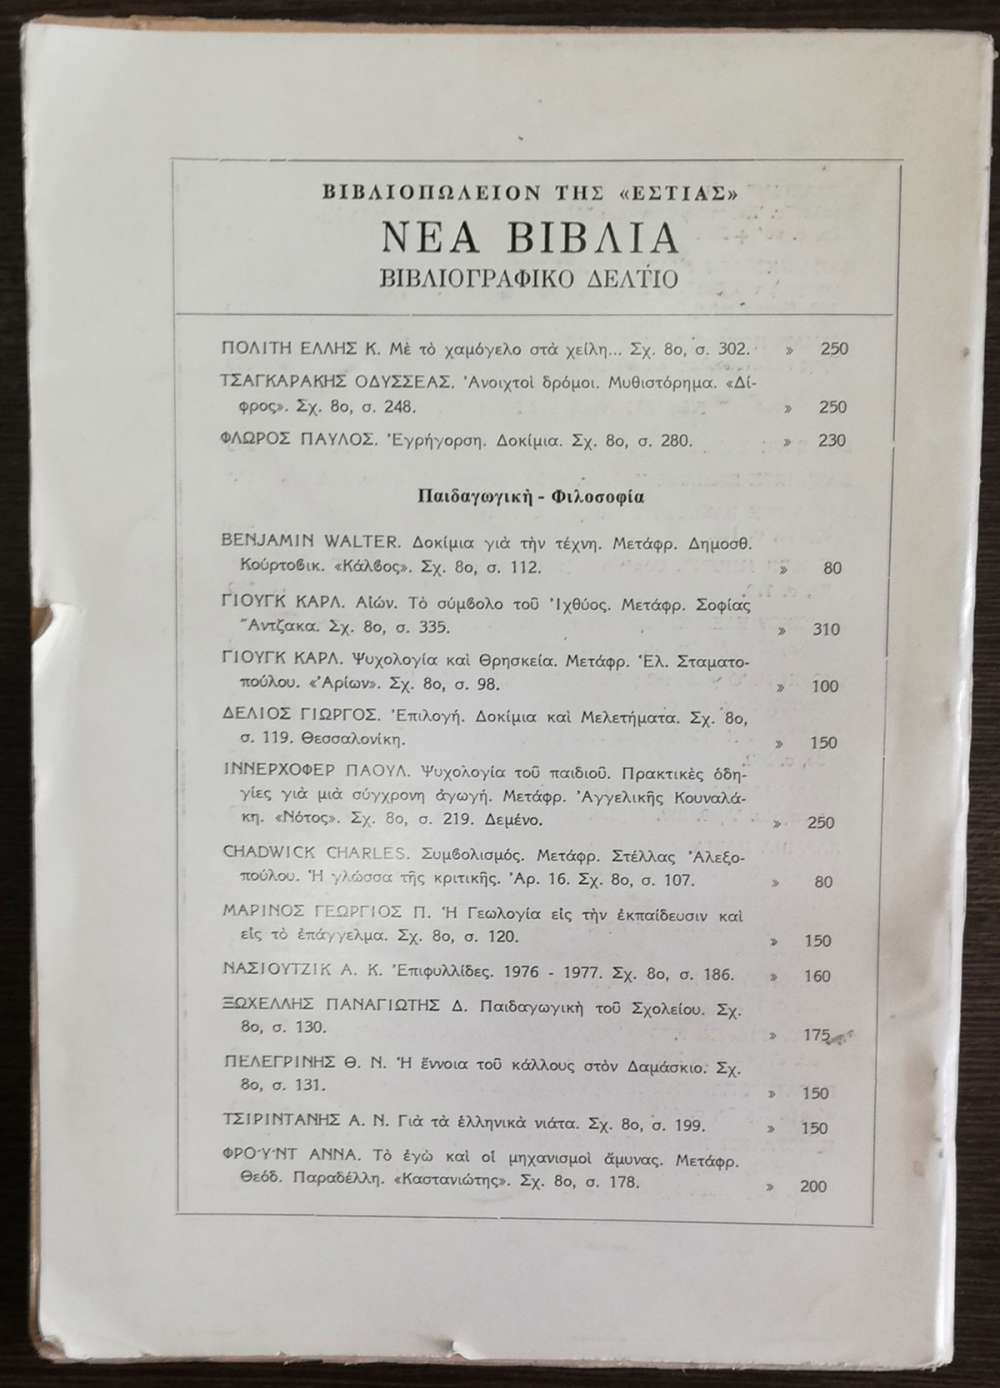 ΒΙΒΛΙΟΠΩΛΕΙΟΝ ΤΗΣ «ΕΣΤΙΑΣ»
ΝΕΑ ΒΙΒΛΙΑ
ΒΙΒΛΙΟΓΡΑΦΙΚΟ ΔΕΛΤΙΟ
ΠΟΛΙΤΗ ΕΛΛΗΣ Κ. Μὲ τὸ χαμόγελο στὰ χείλη... Σχ. 8ο, σ. 302. » 250
ΤΣΑΓΚΑΡΑΚΗΣ ΟΔΥΣΣΕΑΣ. Ἀνοιχτοὶ δρόμοι. Μυθιστόρημα. «Δί-
φρος». Σχ. 8ο, σ. 248. » 250
ΦΛΩΡΟΣ ΠΑΥΛΟΣ. Ἐγρήγορση. Δοκίμια. Σχ. 8ο, σ. 280. » 230
Παιδαγωγικὴ - Φιλοσοφία
BENJAMIN WALTER. Δοκίμια γιὰ τὴν τέχνη. Μετάφρ. Δημοσθ.
Κούρτοβικ. «Κάλβος». Σχ. 8ο, σ. 112. » 80
ΓΙΟΥΓΚ ΚΑΡΛ. Αἰών. Τὸ σύμβολο τοῦ Ἰχθύος. Μετάφρ. Σοφίας
Ἄντζακα. Σχ. 8ο, σ. 335. » 310
ΓΙΟΥΓΚ ΚΑΡΛ. Ψυχολογία καὶ Θρησκεία. Μετάφρ. Ἑλ. Σταματο-
πούλου. «Ἀρίων». Σχ. 8ο, σ. 98. » 100
ΔΕΛΙΟΣ ΓΙΩΡΓΟΣ. Ἐπιλογή. Δοκίμια καὶ Μελετήματα. Σχ. 8ο,
σ. 119. Θεσσαλονίκη. » 150
ΙΝΝΕΡΧΟΦΕΡ ΠΑΟΥΛ. Ψυχολογία τοῦ παιδιοῦ. Πρακτικὲς ὁδη-
γίες γιὰ μιὰ σύγχρονη ἀγωγή. Μετάφρ. Ἀγγελικῆς Κουναλά-
κη. «Νότος». Σχ. 8ο, σ. 219. Δεμένο. » 250
CHADWICK CHARLES. Συμβολισμός. Μετάφρ. Στέλλας Ἀλεξο-
πούλου. Ἡ γλώσσα τῆς κριτικῆς. Ἀρ. 16. Σχ. 8ο, σ. 107. » 80
ΜΑΡΙΝΟΣ ΓΕΩΡΓΙΟΣ Π. Ἡ Γεωλογία εἰς τὴν ἐκπαίδευσιν καὶ
εἰς τὸ ἐπάγγελμα. Σχ. 8ο, σ. 120. » 150
ΝΑΣΙΟΥΤΖΙΚ Α. Κ. Ἐπιφυλλίδες. 1976 - 1977. Σχ. 8ο, σ. 186. » 160
ΞΩΧΕΛΛΗΣ ΠΑΝΑΓΙΩΤΗΣ Δ. Παιδαγωγικὴ τοῦ Σχολείου. Σχ.
8ο, σ. 130. » 175
ΠΕΛΕΓΡΙΝΗΣ Θ. Ν. Ἡ ἔννοια τοῦ κάλλους στὸν Δαμάσκιο. Σχ.
8ο, σ. 131. » 150
ΤΣΙΡΙΝΤΑΝΗΣ Α. Ν. Γιὰ τὰ ἑλληνικὰ νιάτα. Σχ. 8ο, σ. 199. » 150
ΦΡΟ·Υ·ΝΤ ΑΝΝΑ. Τὸ ἐγὼ καὶ οἱ μηχανισμοὶ ἄμυνας. Μετάφρ.
Θεόδ. Παραδέλλη. «Καστανιώτης». Σχ. 8ο, σ. 178. » 200